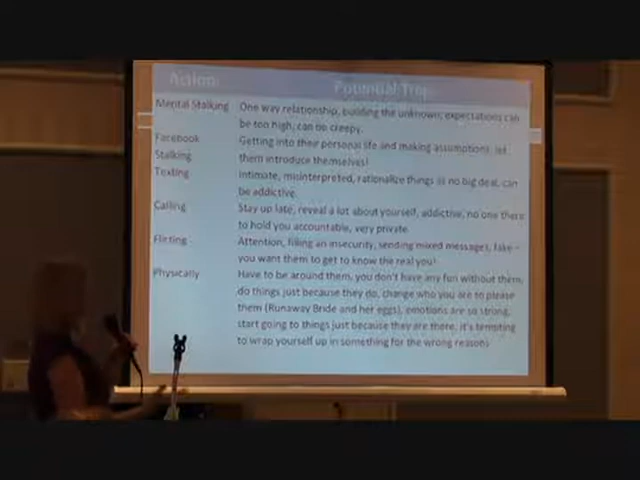 Action Potential Trap
Mental Stalking One way relationship, building the unknown, expectations can
be too high, can be creepy.
Facebook Getting into their personal life and making assumptions, let
Stalking them introduce themselves!
Texting Intimate, misinterpreted, rationalize things as no big deal, can
be addictive.
Calling Stay up late, reveal a lot about yourself, addictive, no one there
to hold you accountable, very private
Flirting Attention, filling an insecurity, sending mixed messages, fake –
you want them to get to know the real you!
Physically Have to be around them, you don't have any fun without them,
do things just because they do, change who you are to please
them (Runaway Bride and her eggs), emotions are so strong,
start going to things just because they are there, it's tempting
to wrap yourself up in something for the wrong reasons